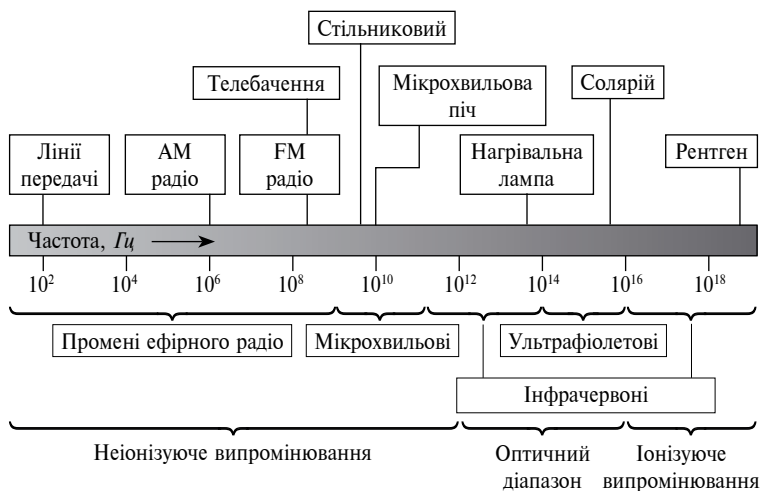 Стільниковий
Телебачення
Мікрохвильова
піч
Солярій
Лінії
передачі
АМ
радіо
FM
радіо
Нагрівальна
лампа
Рентген
Частота, Гц
10² 10⁴ 10⁶ 10⁸ 10¹⁰ 10¹² 10¹⁴ 10¹⁶ 10¹⁸
Промені ефірного радіо Мікрохвильові Ультрафіолетові
Інфрачервоні
Неіонізуюче випромінювання
Оптичний
діапазон
Іонізуюче
випромінювання